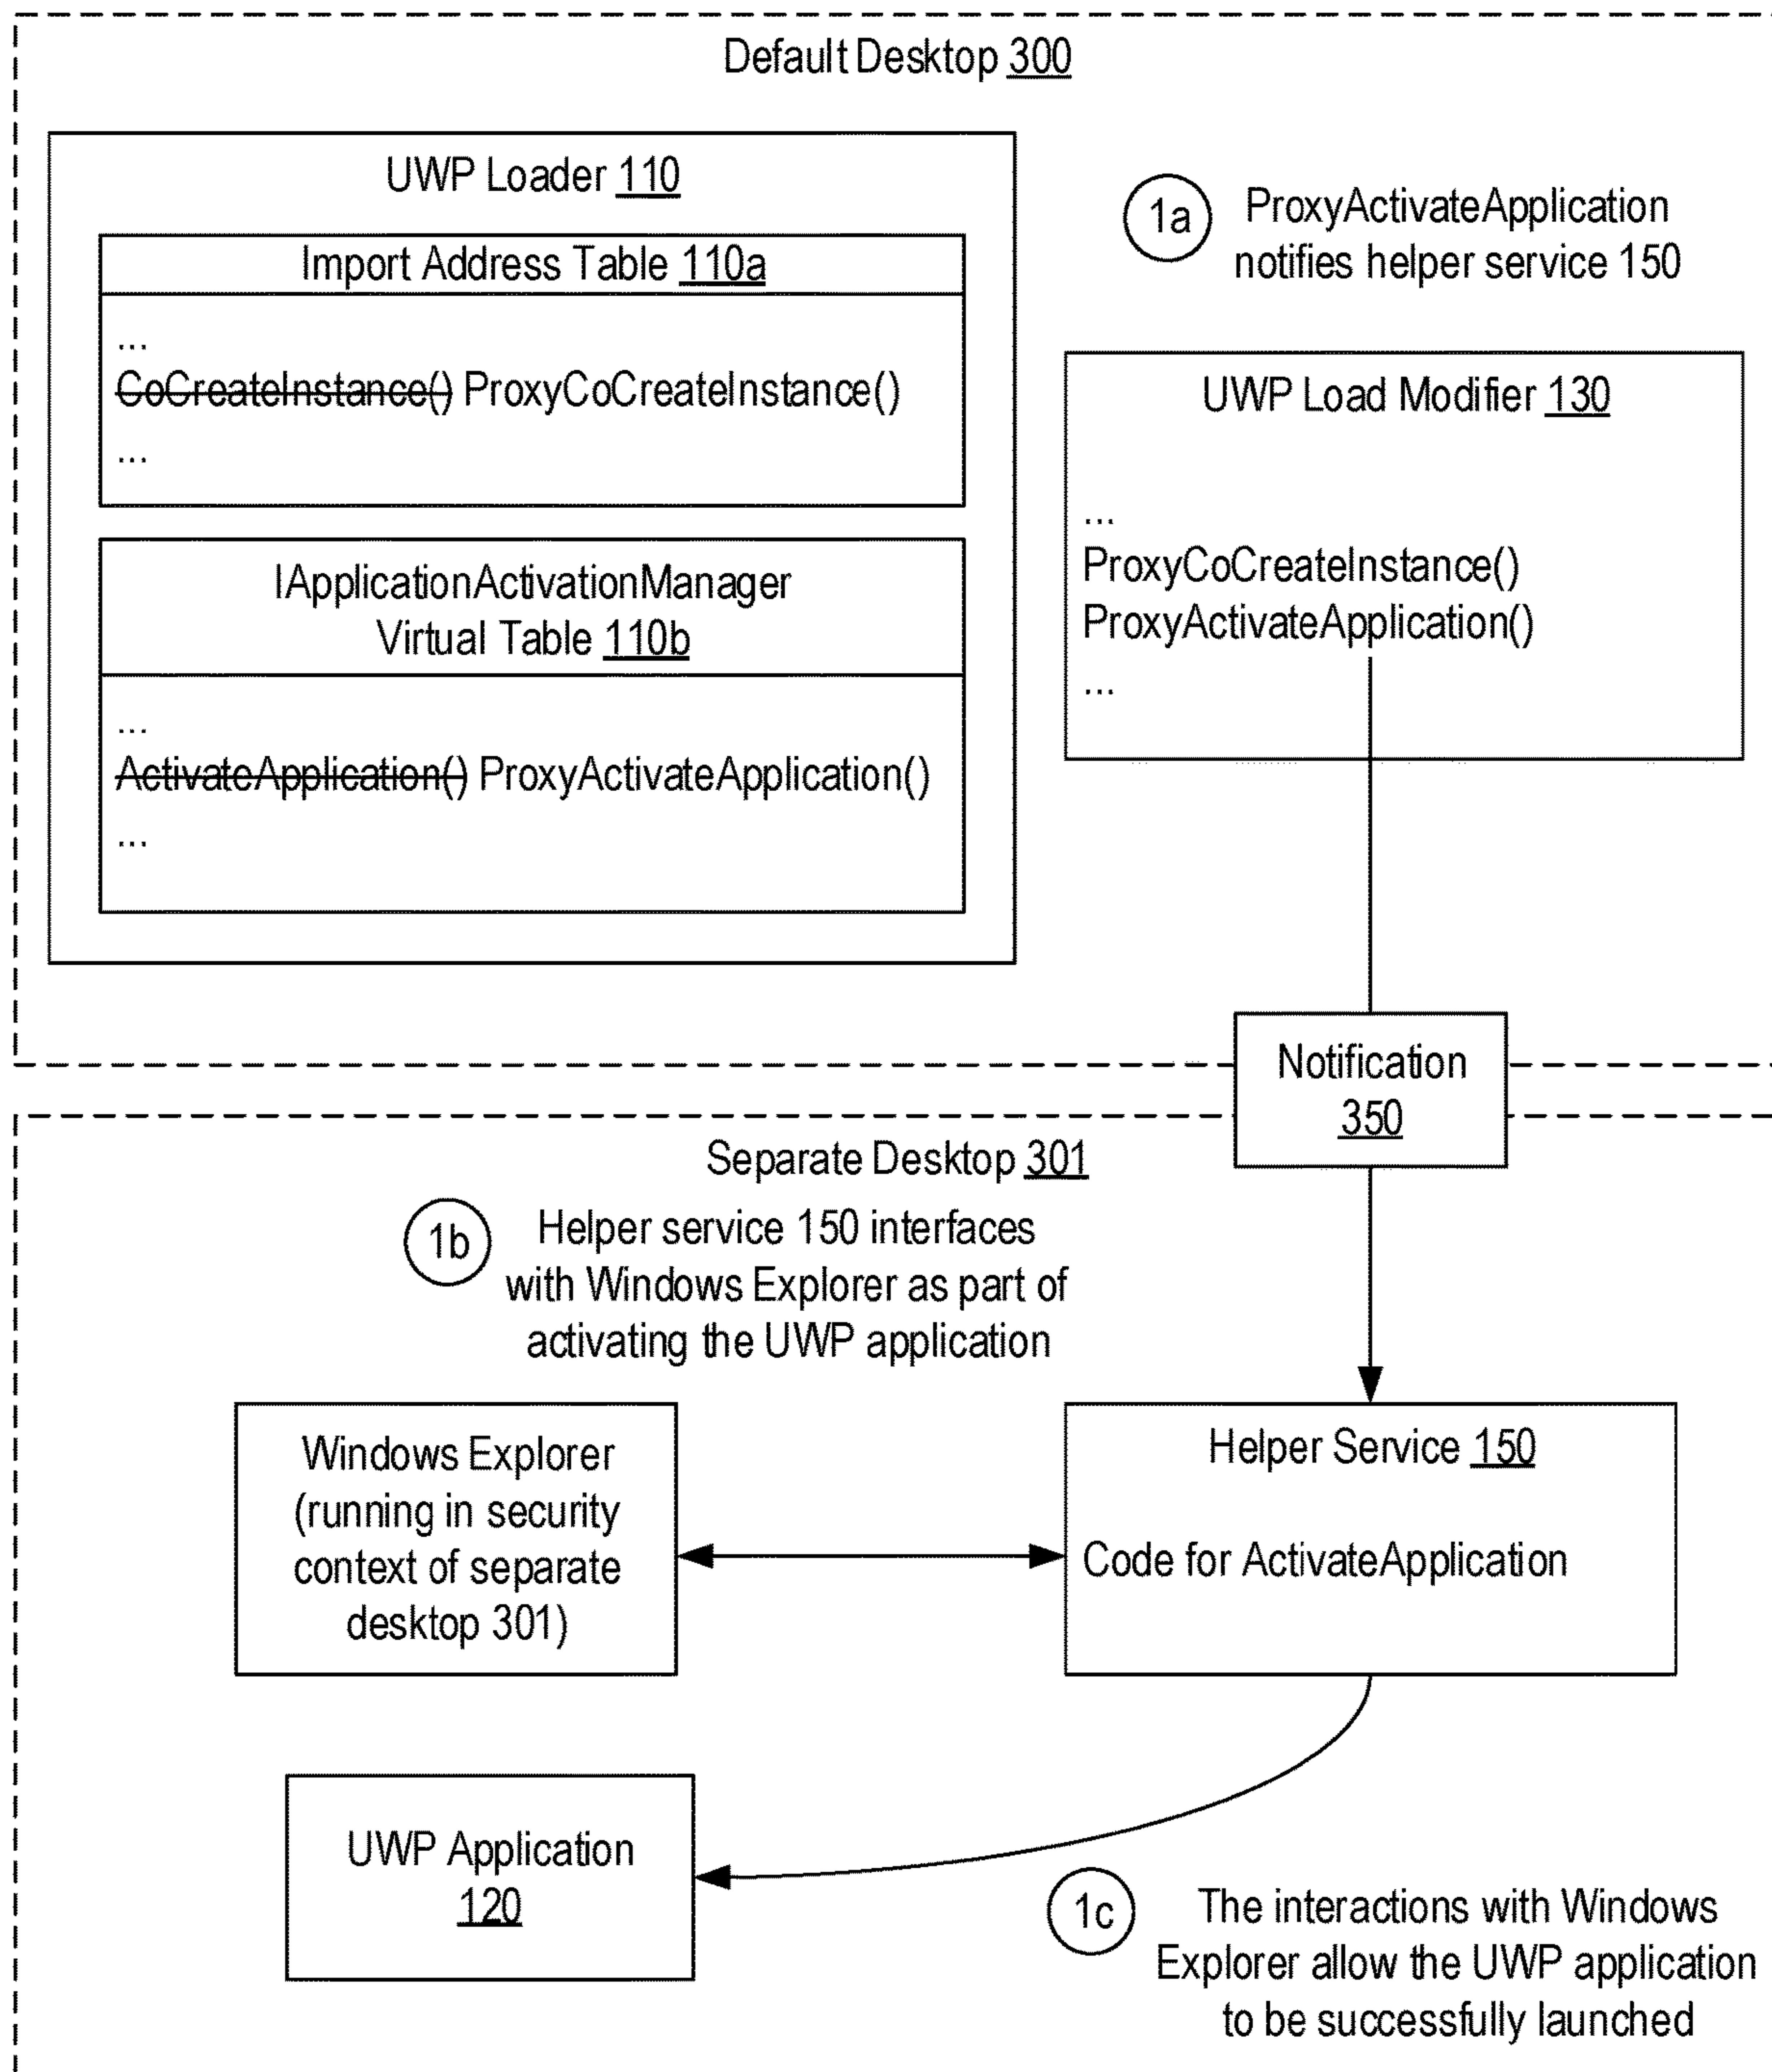 Default Desktop 300
UWP Loader 110
Import Address Table 110a
...
CoCreateInstance() ProxyCoCreateInstance()
...
IApplicationActivationManager
Virtual Table 110b
...
ActivateApplication() ProxyActivateApplication()
...
1a
ProxyActivateApplication
notifies helper service 150
UWP Load Modifier 130
...
ProxyCoCreateInstance()
ProxyActivateApplication()
...
Notification
350
Separate Desktop 301
1b
Helper service 150 interfaces
with Windows Explorer as part of
activating the UWP application
Windows Explorer
(running in security
context of separate
desktop 301)
Helper Service 150
Code for ActivateApplication
UWP Application
120
1c
The interactions with Windows
Explorer allow the UWP application
to be successfully launched